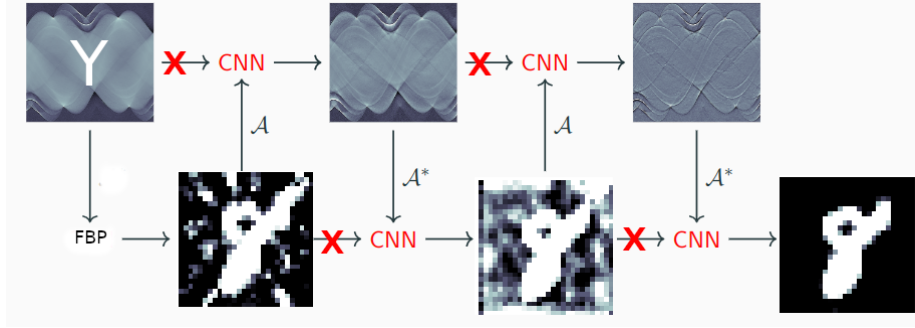 Y X CNN X CNN
𝒜 𝒜
𝒜* 𝒜*
FBP X CNN X CNN